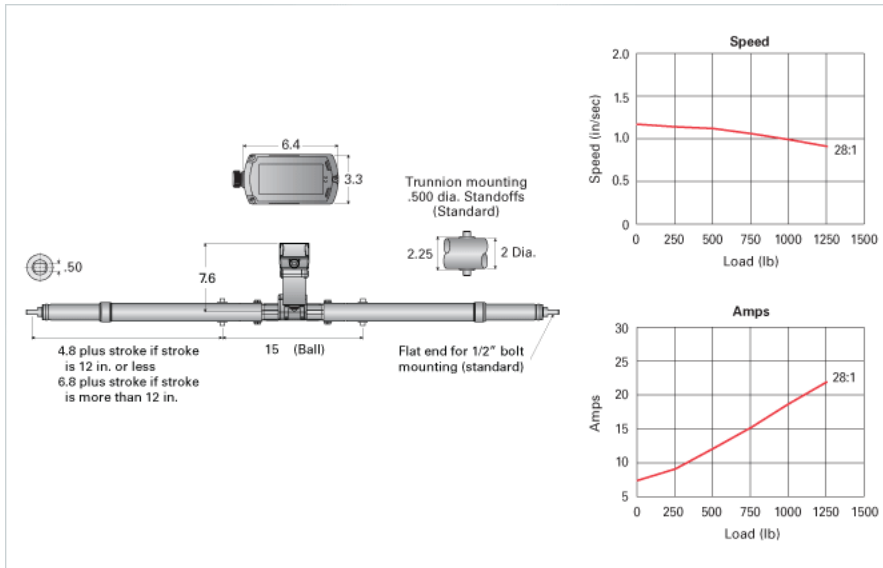 6.4
3.3
Trunnion mounting
.500 dia. Standoffs
(Standard)
2.25
2 Dia.
.50
7.6
4.8 plus stroke if stroke
is 12 in. or less
6.8 plus stroke if stroke
is more than 12 in.
15 (Ball)
Flat end for 1/2" bolt
mounting (standard)
Speed
Speed (in/sec)
2.0
1.5
1.0
0.5
0
28:1
0 250 500 750 1000 1250 1500
Load (lb)
Amps
Amps
30
25
20
15
10
5
28:1
0 250 500 750 1000 1250 1500
Load (lb)